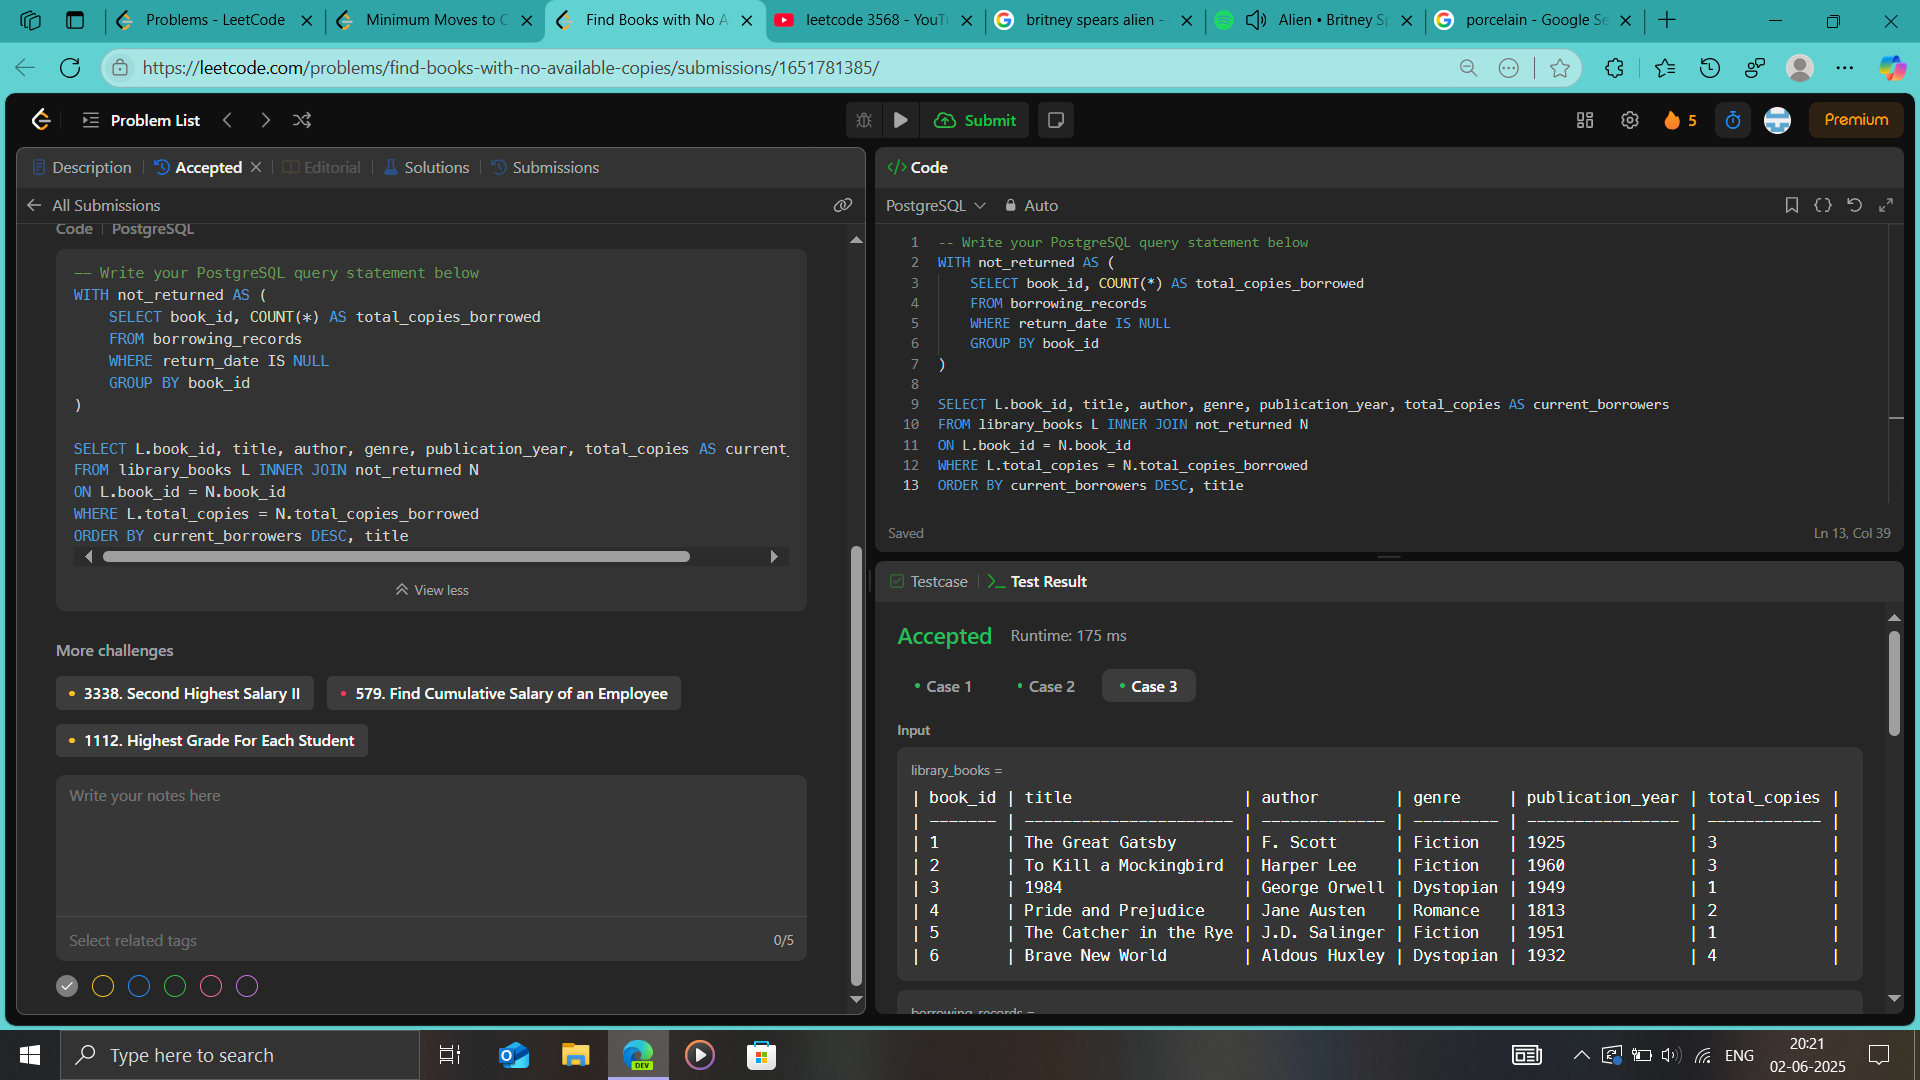 Problems - LeetCode
Minimum Moves to C
Find Books with No A
leetcode 3568 - YouTu
britney spears alien -
Alien • Britney Sp
porcelain - Google Se
https://leetcode.com/problems/find-books-with-no-available-copies/submissions/1651781385/
Problem List
Submit
5
Premium
Description
Accepted
Editorial
Solutions
Submissions
All Submissions
Code | PostgreSQL
-- Write your PostgreSQL query statement below
WITH not_returned AS (
SELECT book_id, COUNT(*) AS total_copies_borrowed
FROM borrowing_records
WHERE return_date IS NULL
GROUP BY book_id
)
SELECT L.book_id, title, author, genre, publication_year, total_copies AS current_
FROM library_books L INNER JOIN not_returned N
ON L.book_id = N.book_id
WHERE L.total_copies = N.total_copies_borrowed
ORDER BY current_borrowers DESC, title
View less
More challenges
3338. Second Highest Salary II
579. Find Cumulative Salary of an Employee
1112. Highest Grade For Each Student
Write your notes here
Select related tags
0/5
</> Code
PostgreSQL
Auto
1 -- Write your PostgreSQL query statement below
2 WITH not_returned AS (
3 SELECT book_id, COUNT(*) AS total_copies_borrowed
4 FROM borrowing_records
5 WHERE return_date IS NULL
6 GROUP BY book_id
7 )
8
9 SELECT L.book_id, title, author, genre, publication_year, total_copies AS current_borrowers
10 FROM library_books L INNER JOIN not_returned N
11 ON L.book_id = N.book_id
12 WHERE L.total_copies = N.total_copies_borrowed
13 ORDER BY current_borrowers DESC, title
Saved
Ln 13, Col 39
Testcase
Test Result
Accepted
Runtime: 175 ms
Case 1
Case 2
Case 3
Input
library_books =
| book_id | title | author | genre | publication_year | total_copies |
| ------- | ---------------------- | ------------- | --------- | ---------------- | ------------ |
| 1 | The Great Gatsby | F. Scott | Fiction | 1925 | 3 |
| 2 | To Kill a Mockingbird | Harper Lee | Fiction | 1960 | 3 |
| 3 | 1984 | George Orwell | Dystopian | 1949 | 1 |
| 4 | Pride and Prejudice | Jane Austen | Romance | 1813 | 2 |
| 5 | The Catcher in the Rye | J.D. Salinger | Fiction | 1951 | 1 |
| 6 | Brave New World | Aldous Huxley | Dystopian | 1932 | 4 |
borrowing_records =
Type here to search
DEV
ENG
20:21
02-06-2025